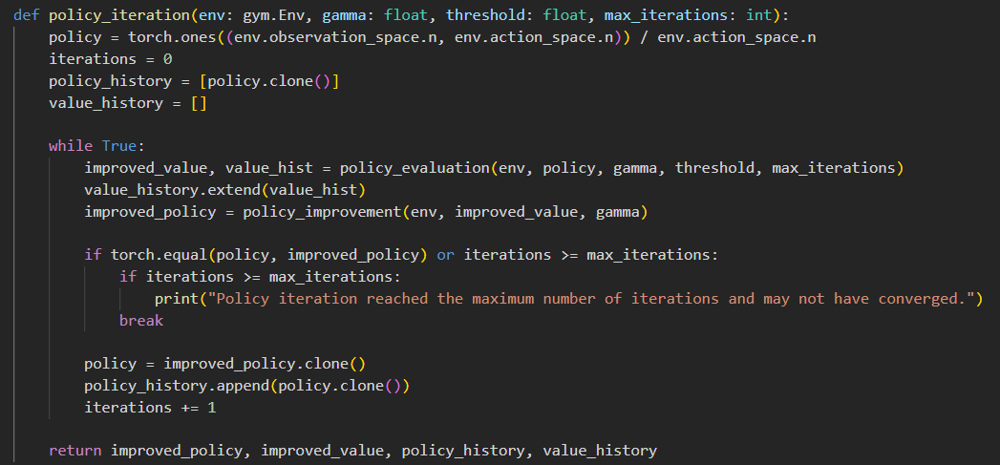 def policy_iteration(env: gym.Env, gamma: float, threshold: float, max_iterations: int):
    policy = torch.ones((env.observation_space.n, env.action_space.n)) / env.action_space.n
    iterations = 0
    policy_history = [policy.clone()]
    value_history = []

    while True:
        improved_value, value_hist = policy_evaluation(env, policy, gamma, threshold, max_iterations)
        value_history.extend(value_hist)
        improved_policy = policy_improvement(env, improved_value, gamma)

        if torch.equal(policy, improved_policy) or iterations >= max_iterations:
            if iterations >= max_iterations:
                print("Policy iteration reached the maximum number of iterations and may not have converged.")
            break

        policy = improved_policy.clone()
        policy_history.append(policy.clone())
        iterations += 1

    return improved_policy, improved_value, policy_history, value_history